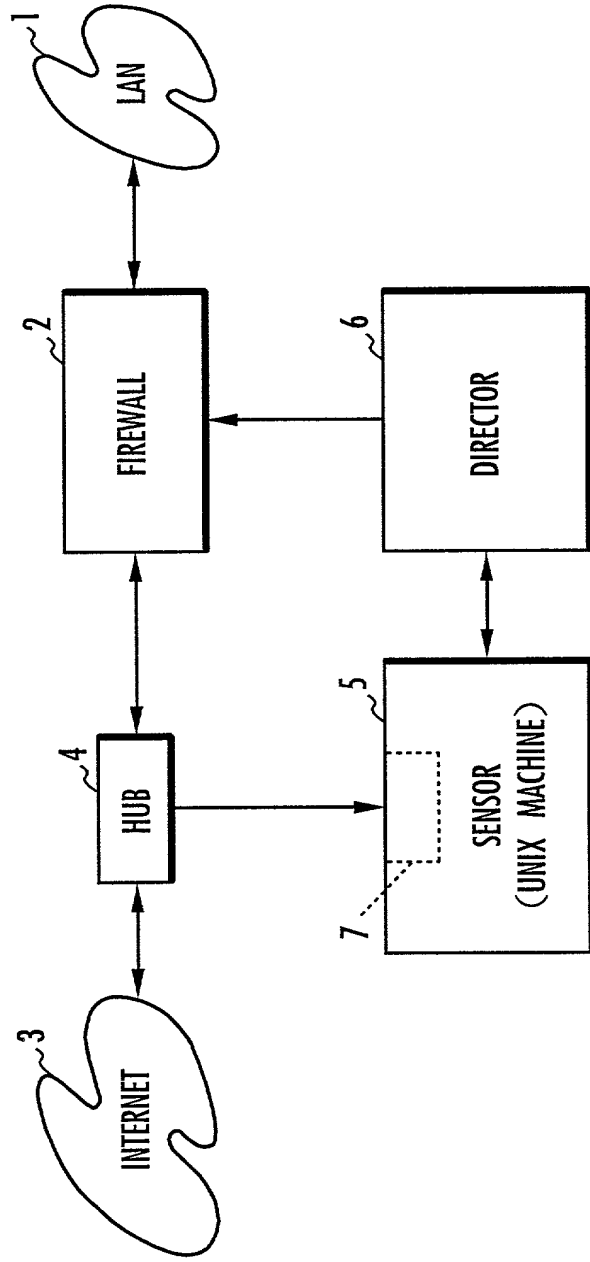 3
INTERNET
4
HUB
2
FIREWALL
1
LAN
7
5
SENSOR
(UNIX MACHINE)
6
DIRECTOR